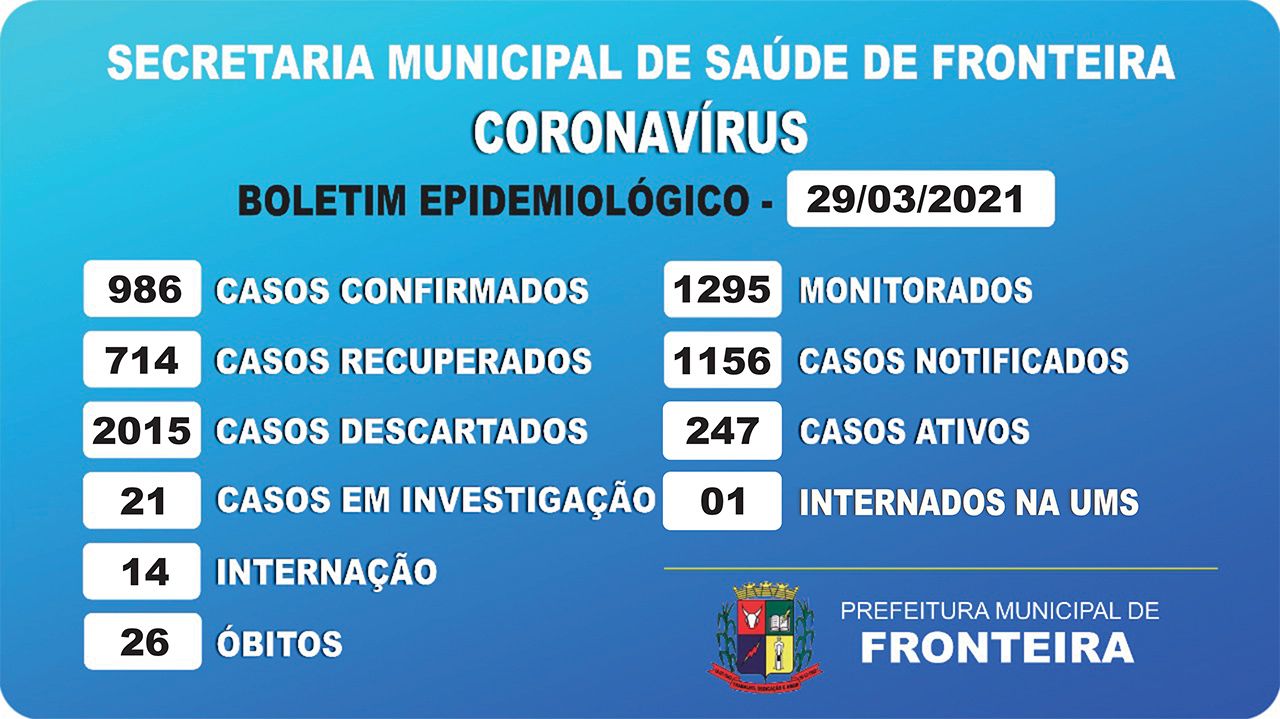 SECRETARIA MUNICIPAL DE SAÚDE DE FRONTEIRA
CORONAVÍRUS
BOLETIM EPIDEMIOLÓGICO - 29/03/2021
986 CASOS CONFIRMADOS
714 CASOS RECUPERADOS
2015 CASOS DESCARTADOS
21 CASOS EM INVESTIGAÇÃO
14 INTERNAÇÃO
26 ÓBITOS
1295 MONITORADOS
1156 CASOS NOTIFICADOS
247 CASOS ATIVOS
01 INTERNADOS NA UMS
PREFEITURA MUNICIPAL DE
FRONTEIRA